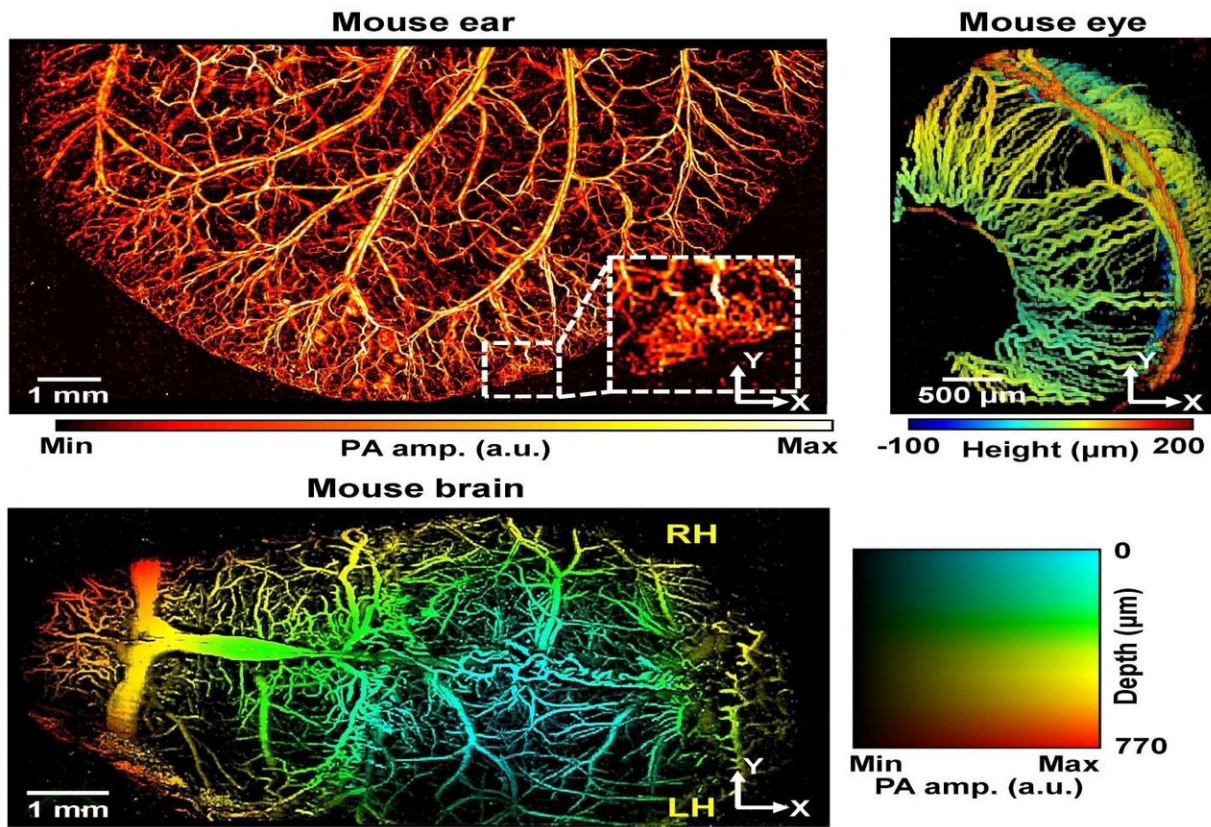 Mouse ear
1 mm
Y
X
Min PA amp. (a.u.) Max
Mouse eye
500 µm
Y
X
-100 Height (µm) 200
Mouse brain
RH
LH
1 mm
Y
X
0
Depth (µm)
770
Min Max
PA amp. (a.u.)